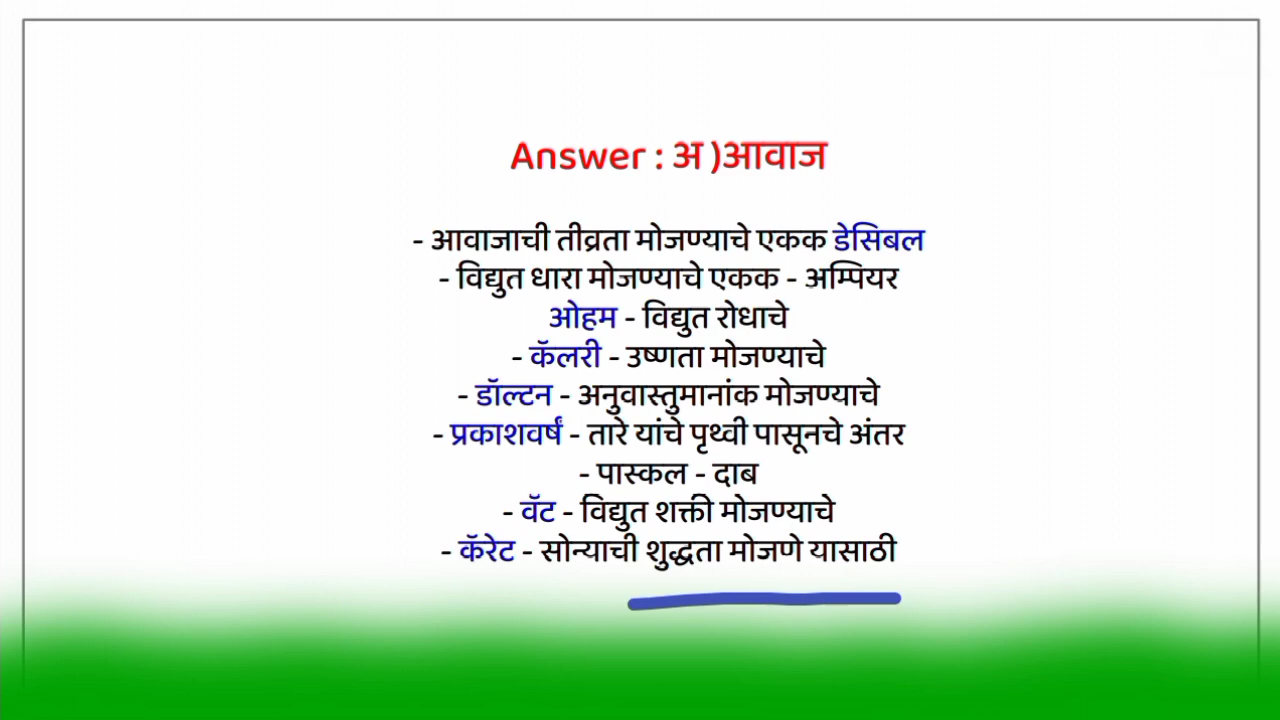 Answer : अ )आवाज
- आवाजाची तीव्रता मोजण्याचे एकक डेसिबल
- विद्युत धारा मोजण्याचे एकक - अम्पियर
ओहम - विद्युत रोधाचे
- कॅलरी - उष्णता मोजण्याचे
- डॉल्टन - अनुवास्तुमानांक मोजण्याचे
- प्रकाशवर्षं - तारे यांचे पृथ्वी पासूनचे अंतर
- पास्कल - दाब
- वॅट - विद्युत शक्ती मोजण्याचे
- कॅरेट - सोन्याची शुद्धता मोजणे यासाठी